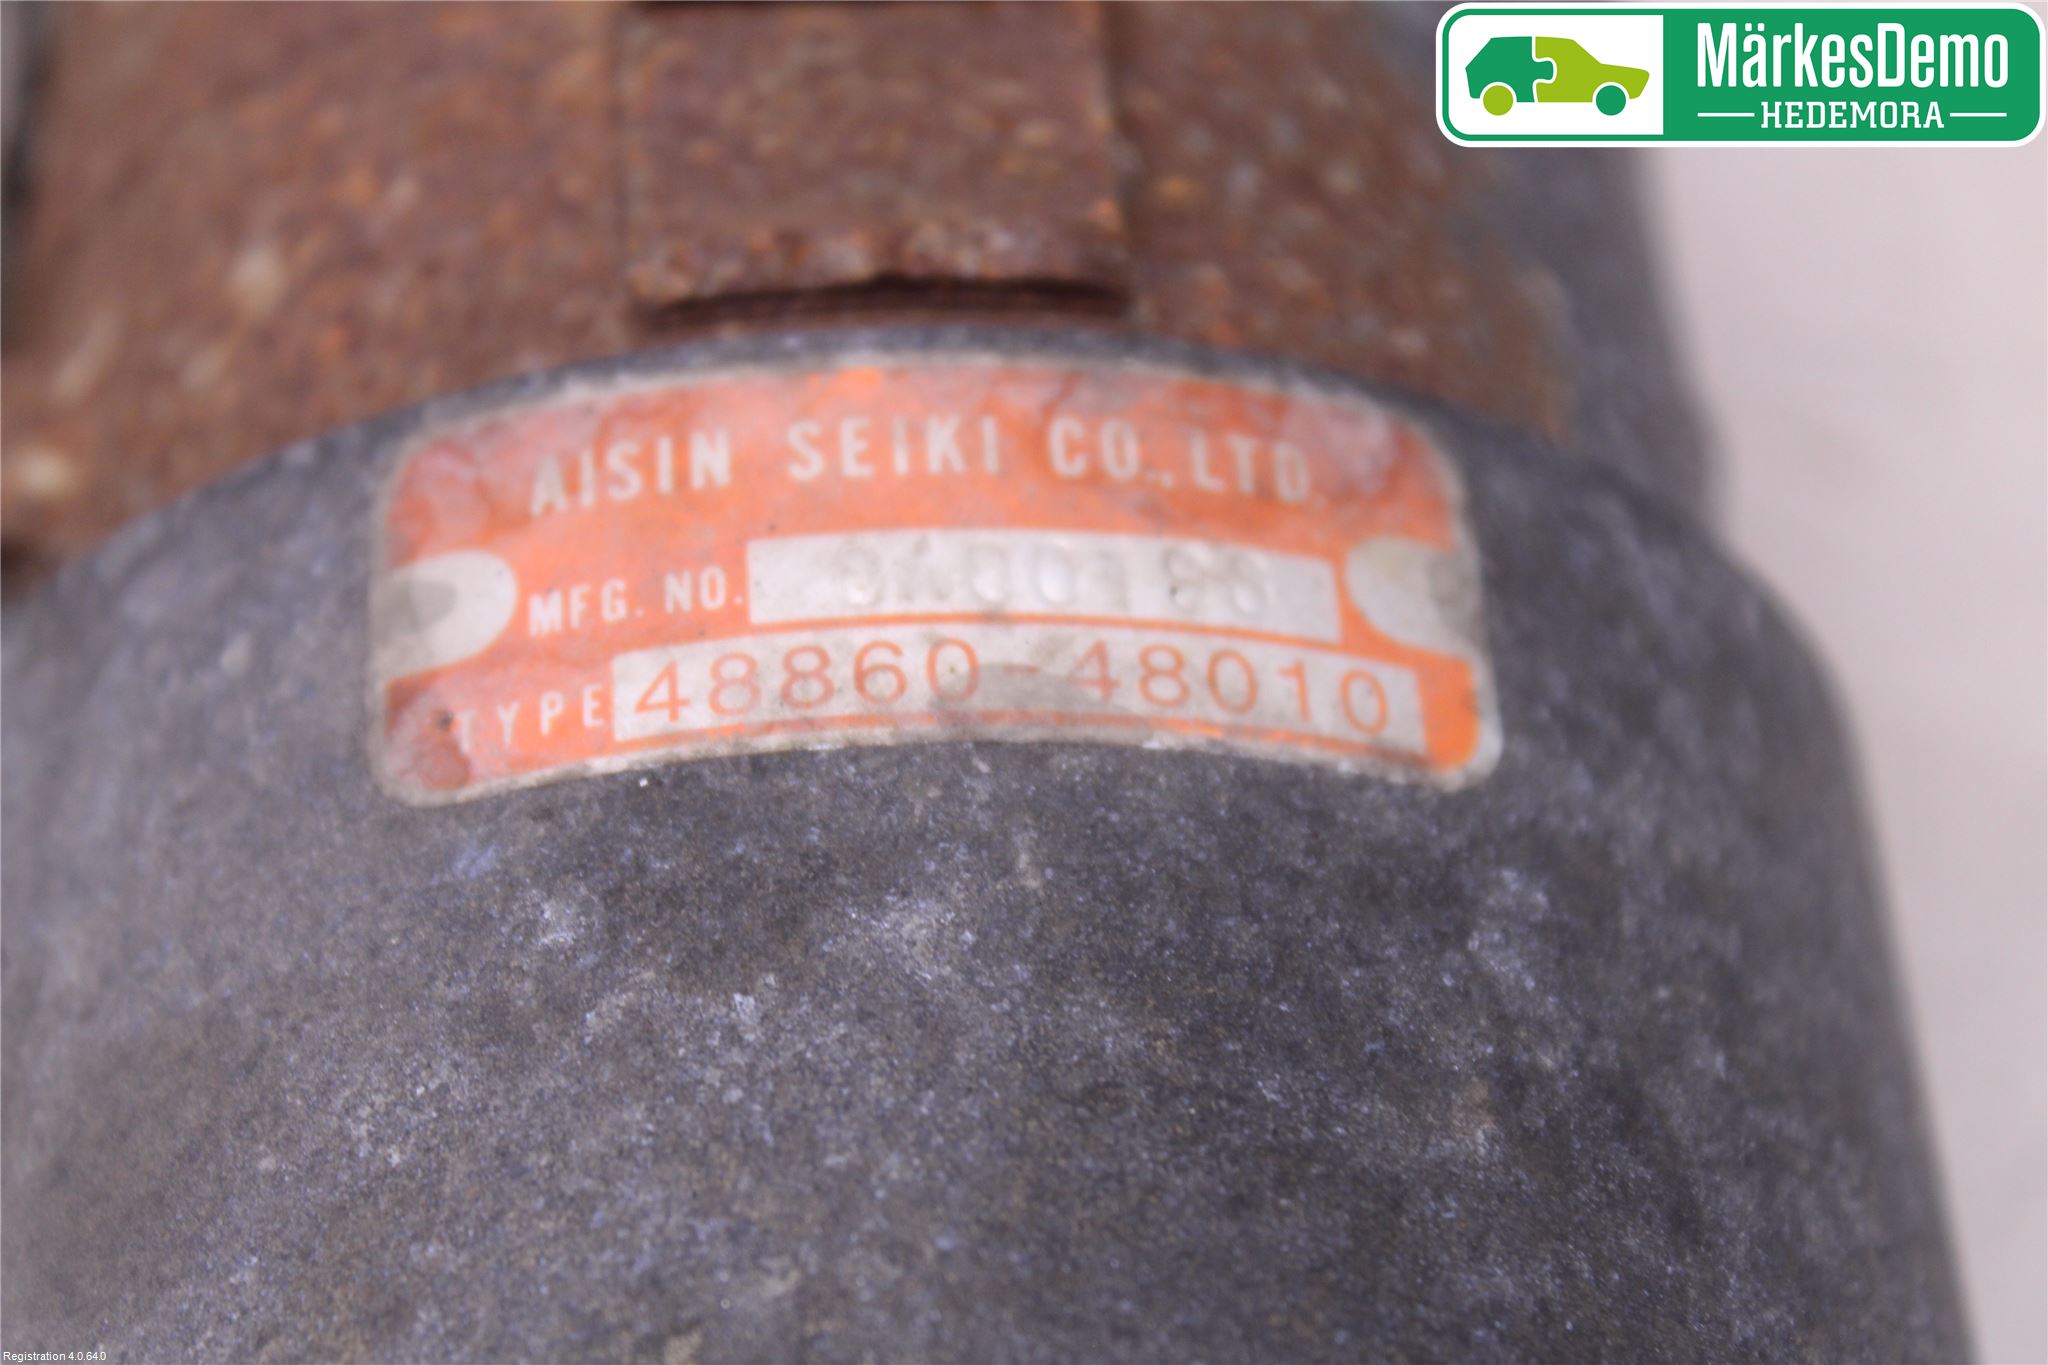 MärkesDemo
HEDEMORA
AISIN SEIKI CO., LTD.
MFG. NO.
TYPE 48860-48010
Registration 4.0.64.0